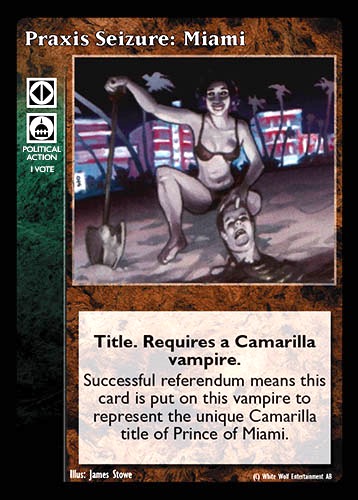 Praxis Seizure: Miami
POLITICAL
ACTION
1 VOTE
Title. Requires a Camarilla
vampire.
Successful referendum means this
card is put on this vampire to
represent the unique Camarilla
title of Prince of Miami.
Illus: James Stowe
(C) White Wolf Entertainment AB